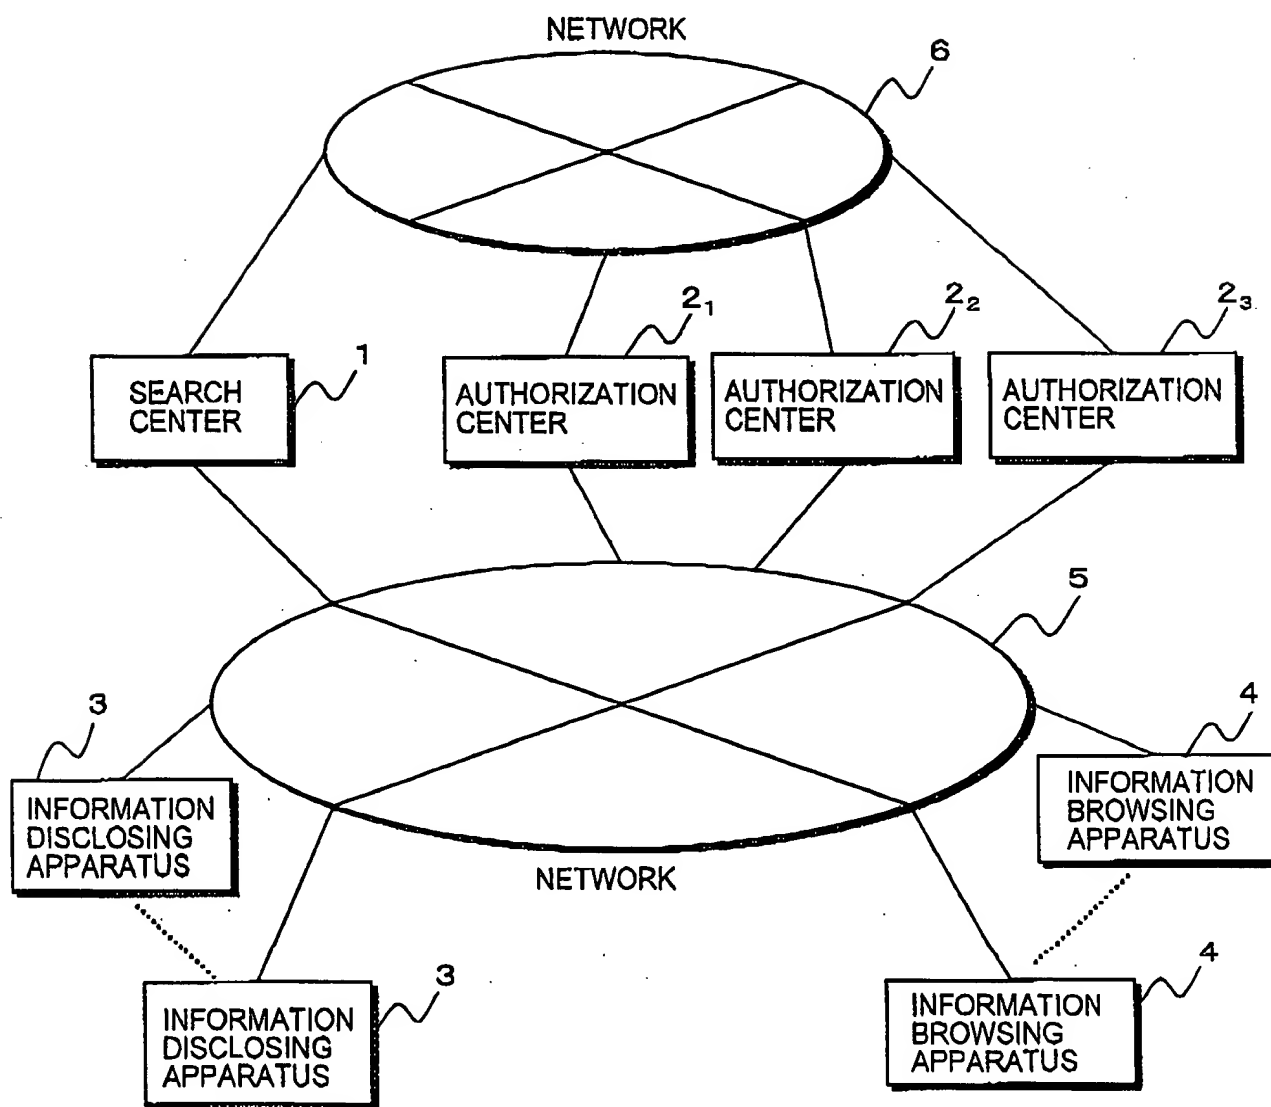 NETWORK
6
2₁
2₂
2₃
1
SEARCH
CENTER
AUTHORIZATION
CENTER
AUTHORIZATION
CENTER
AUTHORIZATION
CENTER
5
3
4
INFORMATION
DISCLOSING
APPARATUS
INFORMATION
BROWSING
APPARATUS
NETWORK
3
4
INFORMATION
DISCLOSING
APPARATUS
INFORMATION
BROWSING
APPARATUS